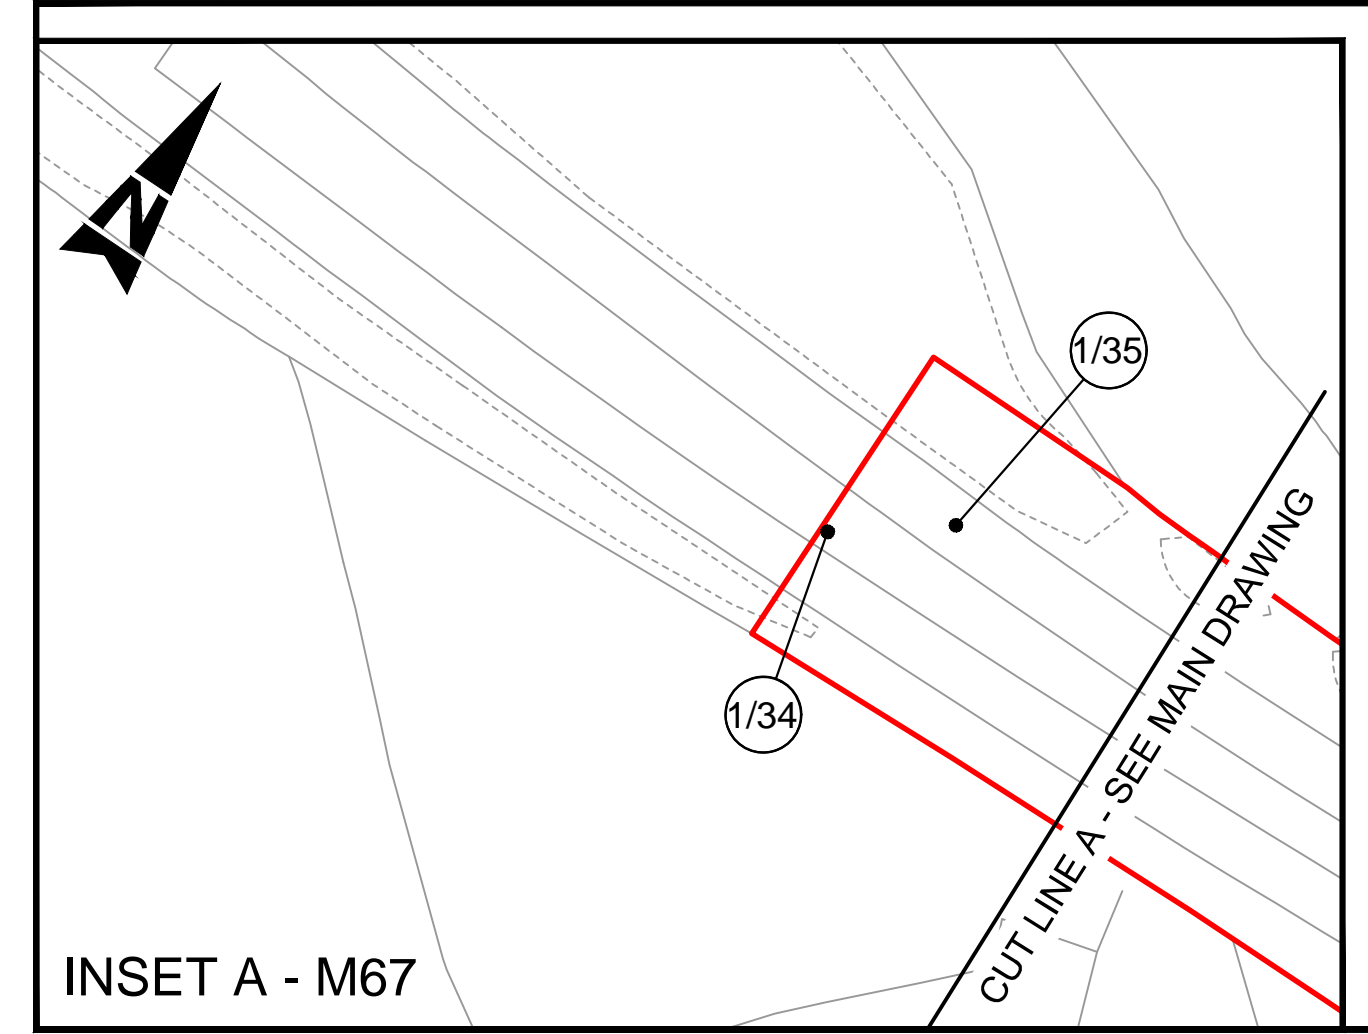 N
1/35
1/34
CUT LINE A - SEE MAIN DRAWING
INSET A - M67